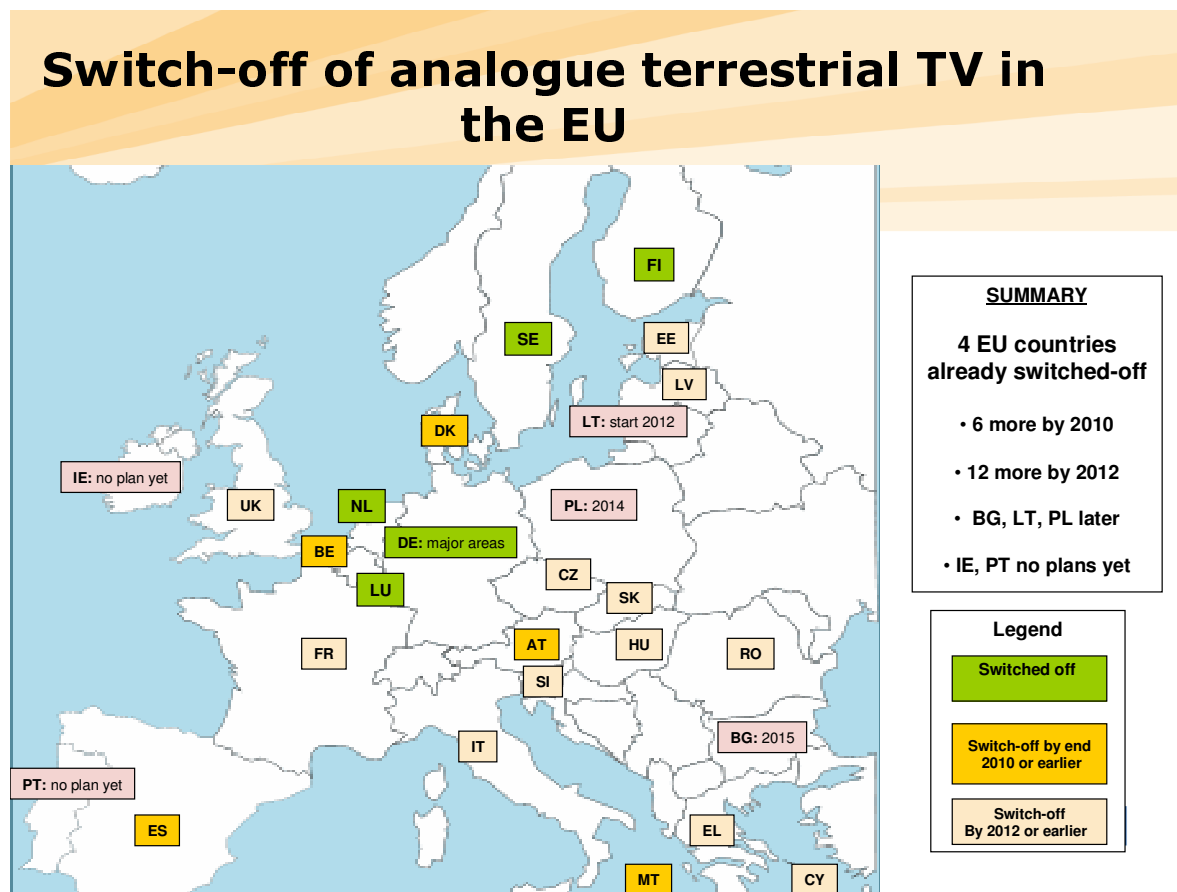 Switch-off of analogue terrestrial TV in
the EU
FI
SE
EE
LV
DK
LT: start 2012
IE: no plan yet
UK
NL
PL: 2014
DE: major areas
BE
CZ
LU
SK
FR
AT
HU
RO
SI
IT
BG: 2015
PT: no plan yet
ES
EL
MT
CY
SUMMARY
4 EU countries
already switched-off
• 6 more by 2010
• 12 more by 2012
• BG, LT, PL later
• IE, PT no plans yet
Legend
Switched off
Switch-off by end
2010 or earlier
Switch-off
By 2012 or earlier